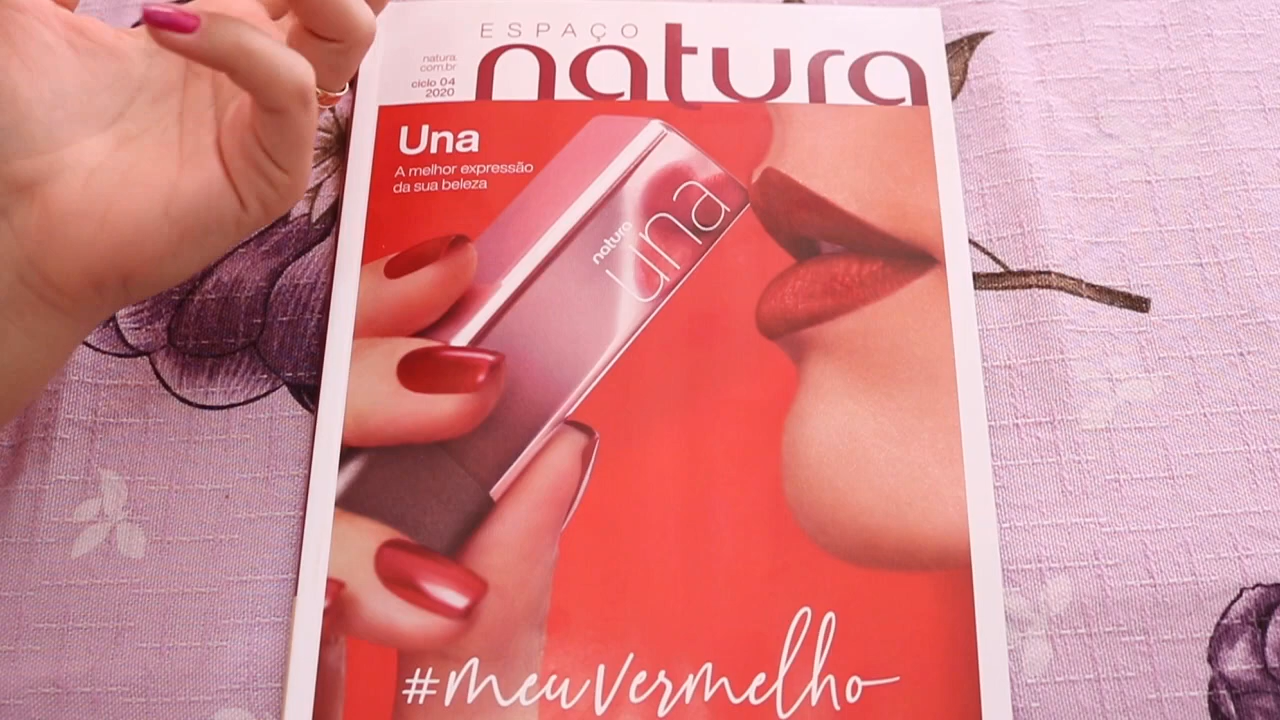 ESPAÇO
natura
natura.
com.br
ciclo 04
2020
Una
A melhor expressão
da sua beleza
natura
una
#meuvermelho